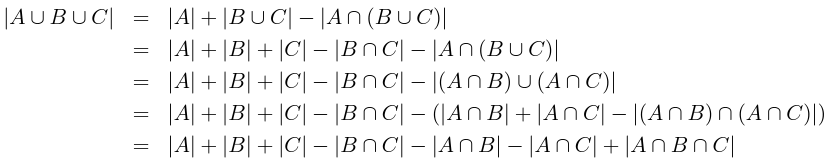 |A ∪ B ∪ C| = |A| + |B ∪ C| − |A ∩ (B ∪ C)|
= |A| + |B| + |C| − |B ∩ C| − |A ∩ (B ∪ C)|
= |A| + |B| + |C| − |B ∩ C| − |(A ∩ B) ∪ (A ∩ C)|
= |A| + |B| + |C| − |B ∩ C| − (|A ∩ B| + |A ∩ C| − |(A ∩ B) ∩ (A ∩ C)|)
= |A| + |B| + |C| − |B ∩ C| − |A ∩ B| − |A ∩ C| + |A ∩ B ∩ C|